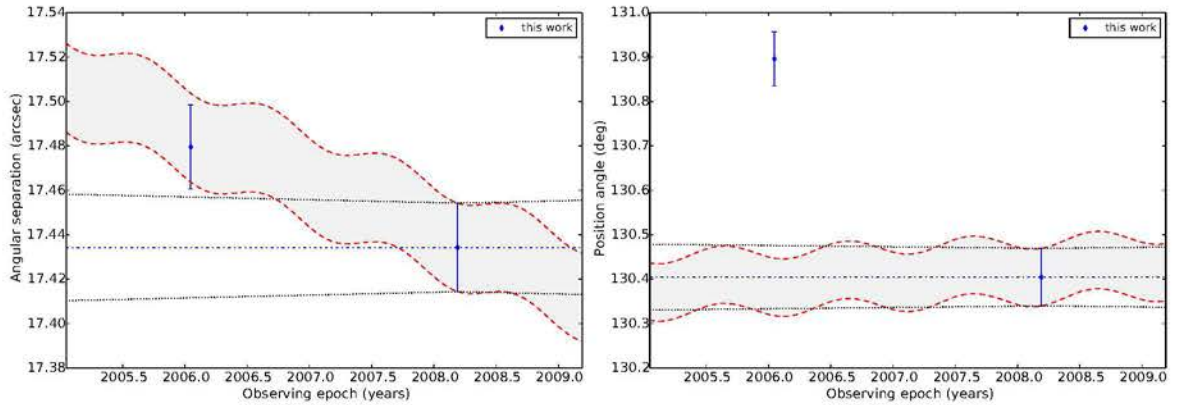 17.54
17.52
17.50
17.48
17.46
17.44
17.42
17.40
17.38
Angular separation (arcsec)
this work
2005.5 2006.0 2006.5 2007.0 2007.5 2008.0 2008.5 2009.0
Observing epoch (years)
131.0
130.9
130.8
130.7
130.6
130.5
130.4
130.3
130.2
Position angle (deg)
this work
2005.5 2006.0 2006.5 2007.0 2007.5 2008.0 2008.5 2009.0
Observing epoch (years)